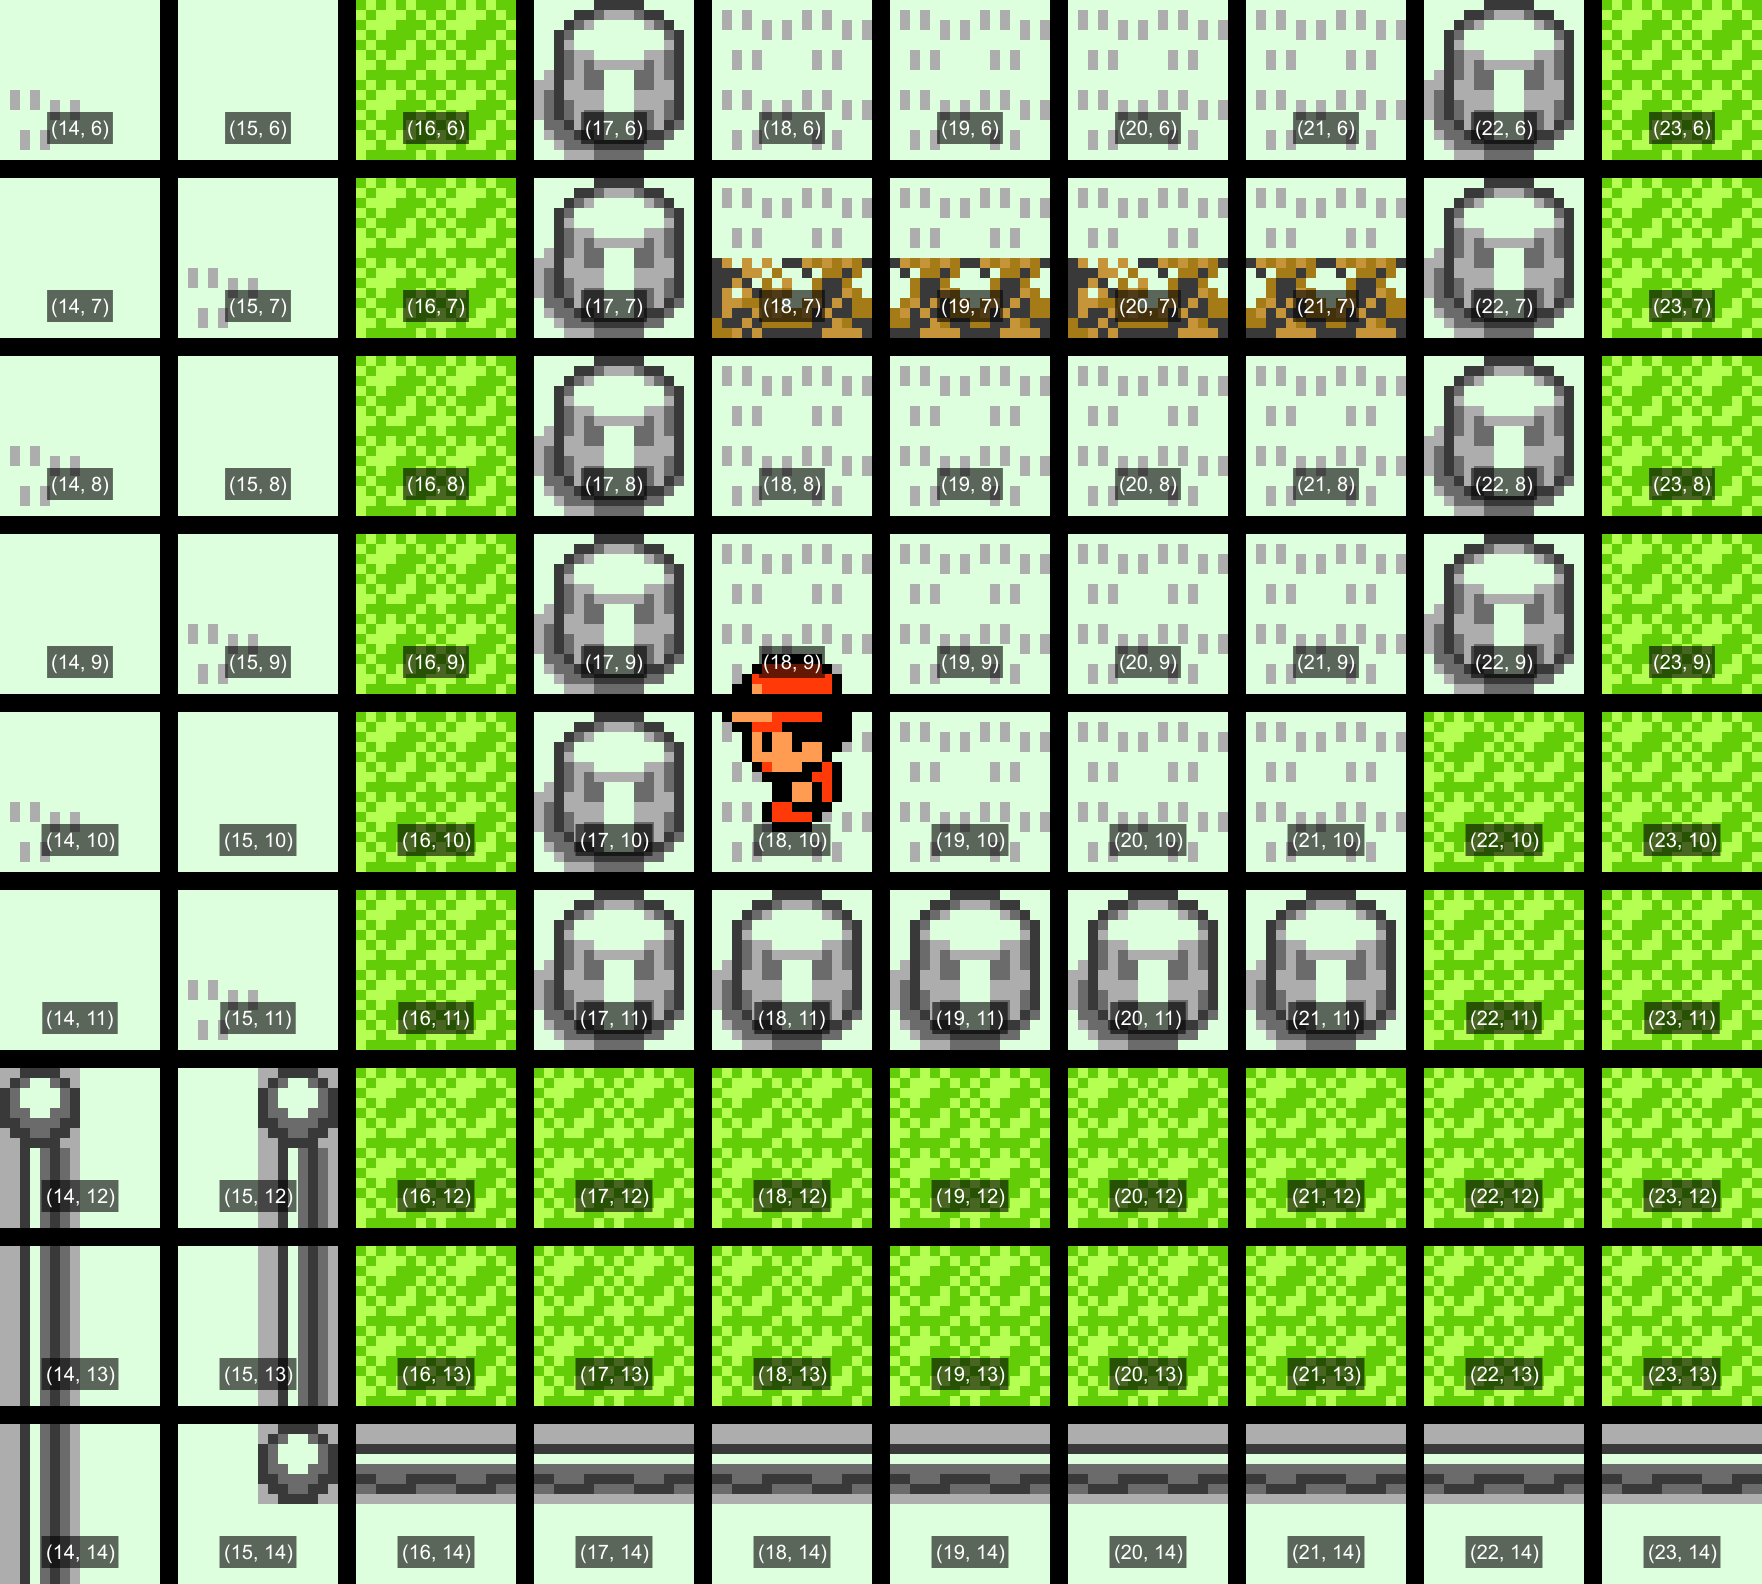 (14, 6) (15, 6) (16, 6) (17, 6) (18, 6) (19, 6) (20, 6) (21, 6) (22, 6) (23, 6)
(14, 7) (15, 7) (16, 7) (17, 7) (18, 7) (19, 7) (20, 7) (21, 7) (22, 7) (23, 7)
(14, 8) (15, 8) (16, 8) (17, 8) (18, 8) (19, 8) (20, 8) (21, 8) (22, 8) (23, 8)
(14, 9) (15, 9) (16, 9) (17, 9) (18, 9) (19, 9) (20, 9) (21, 9) (22, 9) (23, 9)
(14, 10) (15, 10) (16, 10) (17, 10) (18, 10) (19, 10) (20, 10) (21, 10) (22, 10) (23, 10)
(14, 11) (15, 11) (16, 11) (17, 11) (18, 11) (19, 11) (20, 11) (21, 11) (22, 11) (23, 11)
(14, 12) (15, 12) (16, 12) (17, 12) (18, 12) (19, 12) (20, 12) (21, 12) (22, 12) (23, 12)
(14, 13) (15, 13) (16, 13) (17, 13) (18, 13) (19, 13) (20, 13) (21, 13) (22, 13) (23, 13)
(14, 14) (15, 14) (16, 14) (17, 14) (18, 14) (19, 14) (20, 14) (21, 14) (22, 14) (23, 14)